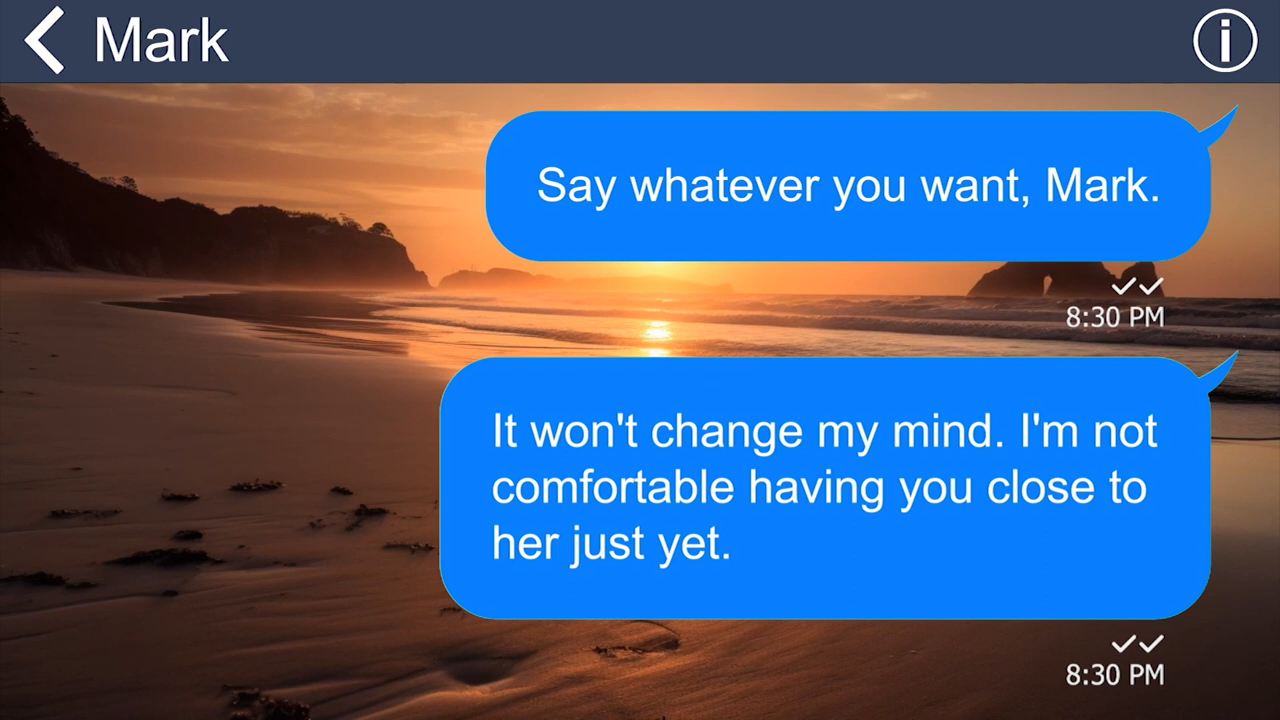 Mark
Say whatever you want, Mark.
8:30 PM
It won't change my mind. I'm not
comfortable having you close to
her just yet.
8:30 PM